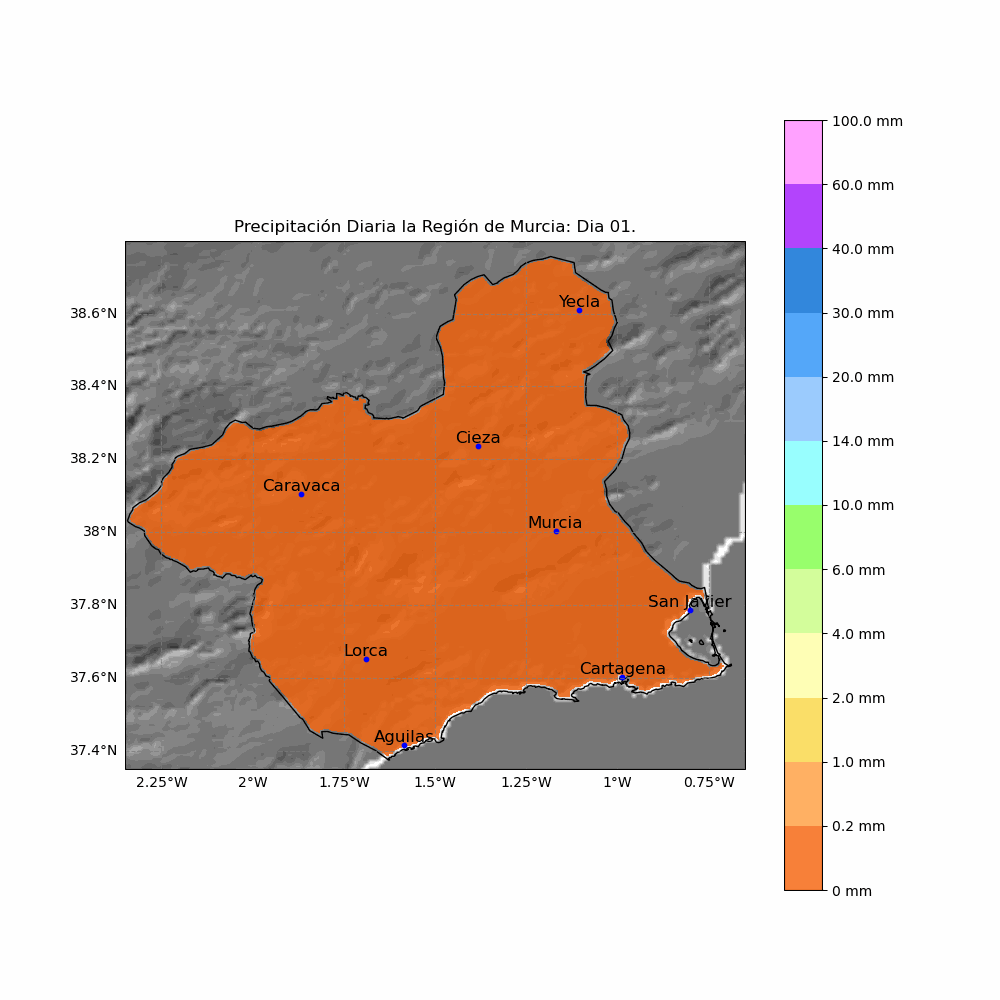 Precipitación Diaria la Región de Murcia: Dia 01.
100.0 mm
60.0 mm
40.0 mm
30.0 mm
20.0 mm
14.0 mm
10.0 mm
6.0 mm
4.0 mm
2.0 mm
1.0 mm
0.2 mm
0 mm
38.6°N
38.4°N
38.2°N
38°N
37.8°N
37.6°N
37.4°N
Yecla
Cieza
Caravaca
Murcia
San Javier
Lorca
Cartagena
Aguilas
2.25°W
2°W
1.75°W
1.5°W
1.25°W
1°W
0.75°W